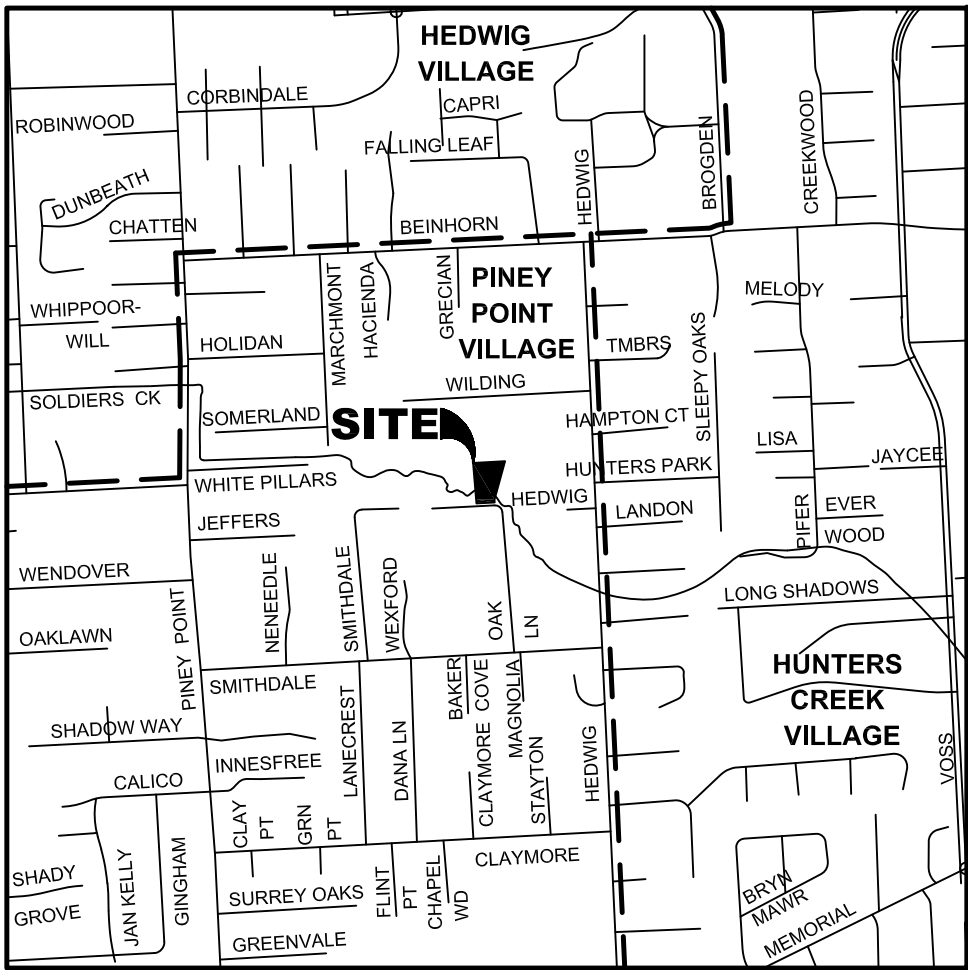 HEDWIG
VILLAGE
CORBINDALE
CAPRI
ROBINWOOD
FALLING LEAF
HEDWIG
BROGDEN
CREEKWOOD
DUNBEATH
CHATTEN
BEINHORN
WHIPPOOR-
WILL
MARCHMONT
HACIENDA
GRECIAN
PINEY
POINT
VILLAGE
MELODY
HOLIDAN
TMBRS
SLEEPY OAKS
WILDING
SOLDIERS CK
SOMERLAND
SITE
HAMPTON CT
LISA
JAYCEE
WHITE PILLARS
HUNTERS PARK
HEDWIG
LANDON
PIFER
EVER
WOOD
JEFFERS
WENDOVER
NENEEDLE
SMITHDALE
WEXFORD
OAK
LN
LONG SHADOWS
OAKLAWN
PINEY POINT
SMITHDALE
BAKER
COVE
MAGNOLIA
HUNTERS
CREEK
VILLAGE
SHADOW WAY
INNESFREE
LANECREST
DANA LN
CLAYMORE
STAYTON
HEDWIG
VOSS
CALICO
CLAY
PT
GRN
PT
CLAYMORE
SHADY
GROVE
JAN KELLY
GINGHAM
SURREY OAKS
FLINT
PT
CHAPEL
WD
BRYN
MAWR
MEMORIAL
GREENVALE